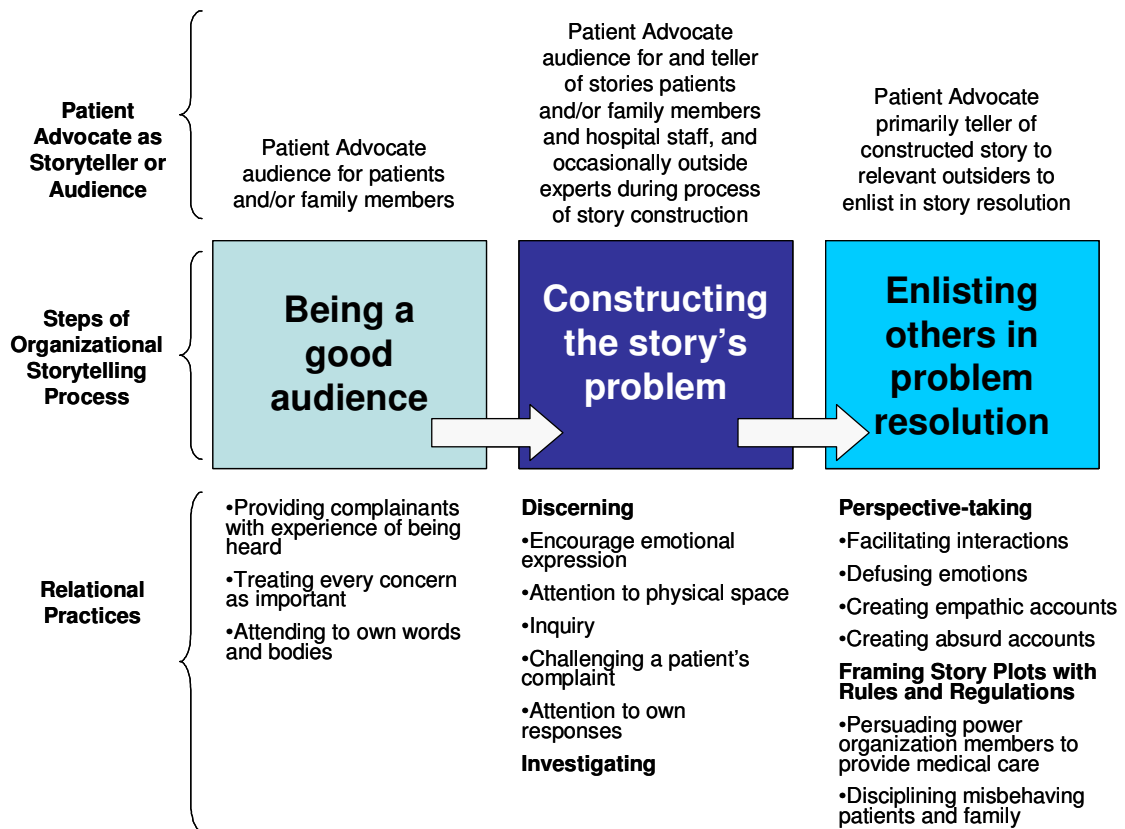 Patient
Advocate as
Storyteller or
Audience
Patient Advocate
audience for patients
and/or family members
Patient Advocate
audience for and teller
of stories patients
and/or family members
and hospital staff, and
occasionally outside
experts during process
of story construction
Patient Advocate
primarily teller of
constructed story to
relevant outsiders to
enlist in story resolution
Steps of
Organizational
Storytelling
Process
Being a
good
audience
Constructing
the story's
problem
Enlisting
others in
problem
resolution
Relational
Practices
•Providing complainants
with experience of being
heard
•Treating every concern
as important
•Attending to own words
and bodies
Discerning
•Encourage emotional
expression
•Attention to physical space
•Inquiry
•Challenging a patient's
complaint
•Attention to own
responses
Investigating
Perspective-taking
•Facilitating interactions
•Defusing emotions
•Creating empathic accounts
•Creating absurd accounts
Framing Story Plots with
Rules and Regulations
•Persuading power
organization members to
provide medical care
•Disciplining misbehaving
patients and family